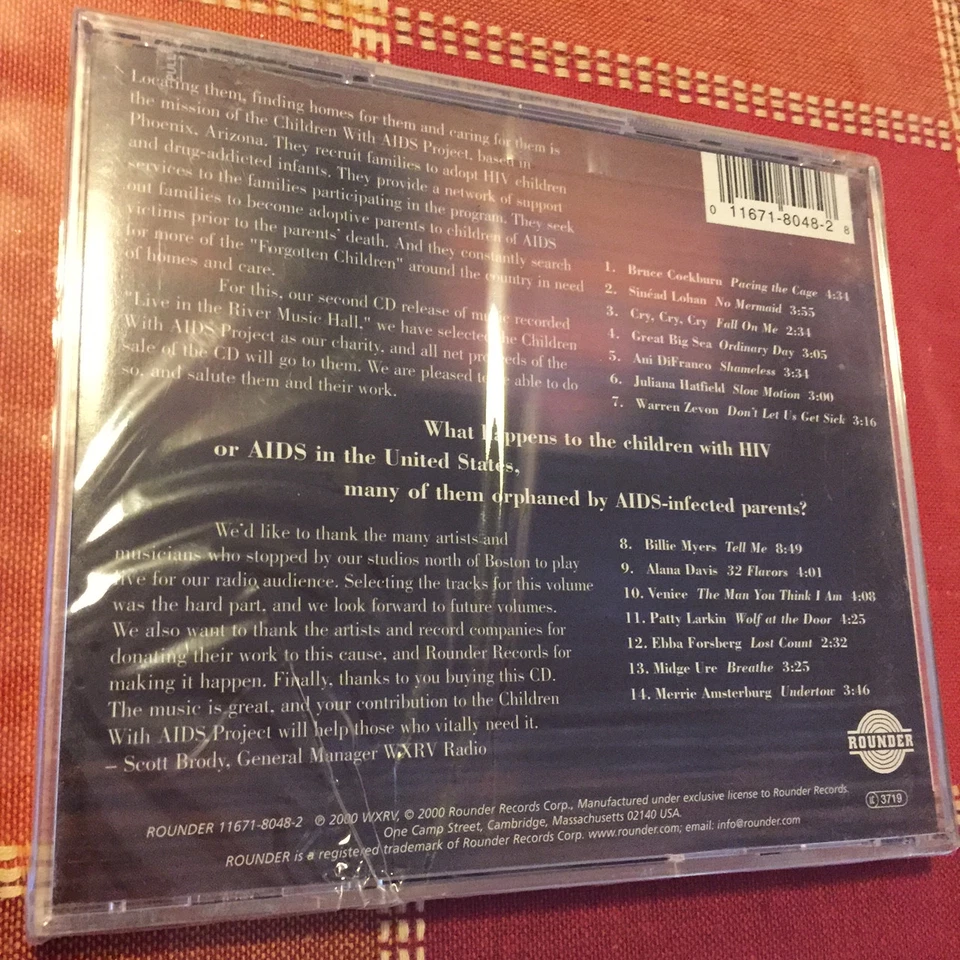 Locating them, finding homes for them and caring for them is
the mission of the Children With AIDS Project, based in
Phoenix, Arizona. They recruit families to adopt HIV children
and drug-addicted infants. They provide a network of support
services to the families participating in the program. They seek
out families to become adoptive parents to children of AIDS
victims prior to the parents' death. And they constantly search
for more of the "Forgotten Children" around the country in need
of homes and care.
For this, our second CD release of music recorded
"Live in the River Music Hall," we have selected the Children
With AIDS Project as our charity, and all net proceeds of the
sale of the CD will go to them. We are pleased to be able to do
so, and salute them and their work.
0 11671-8048-2 8
1. Bruce Cockburn Pacing the Cage 4:34
2. Sinéad Lohan No Mermaid 3:55
3. Cry, Cry, Cry Fall On Me 2:34
4. Great Big Sea Ordinary Day 3:05
5. Ani DiFranco Shameless 3:34
6. Juliana Hatfield Slow Motion 3:00
7. Warren Zevon Don't Let Us Get Sick 3:16
What happens to the children with HIV
or AIDS in the United States,
many of them orphaned by AIDS-infected parents?
We'd like to thank the many artists and
musicians who stopped by our studios north of Boston to play
live for our radio audience. Selecting the tracks for this volume
was the hard part, and we look forward to future volumes.
We also want to thank the artists and record companies for
donating their work to this cause, and Rounder Records for
making it happen. Finally, thanks to you buying this CD.
The music is great, and your contribution to the Children
With AIDS Project will help those who vitally need it.
– Scott Brody, General Manager WXRV Radio
8. Billie Myers Tell Me 8:49
9. Alana Davis 32 Flavors 4:01
10. Venice The Man You Think I Am 4:08
11. Patty Larkin Wolf at the Door 4:25
12. Ebba Forsberg Lost Count 2:32
13. Midge Ure Breathe 3:25
14. Merrie Amsterburg Undertow 3:46
ROUNDER
3719
ROUNDER 11671-8048-2 ℗ 2000 WXRV, © 2000 Rounder Records Corp., Manufactured under exclusive license to Rounder Records.
One Camp Street, Cambridge, Massachusetts 02140 USA.
ROUNDER is a registered trademark of Rounder Records Corp. www.rounder.com; email: info@rounder.com